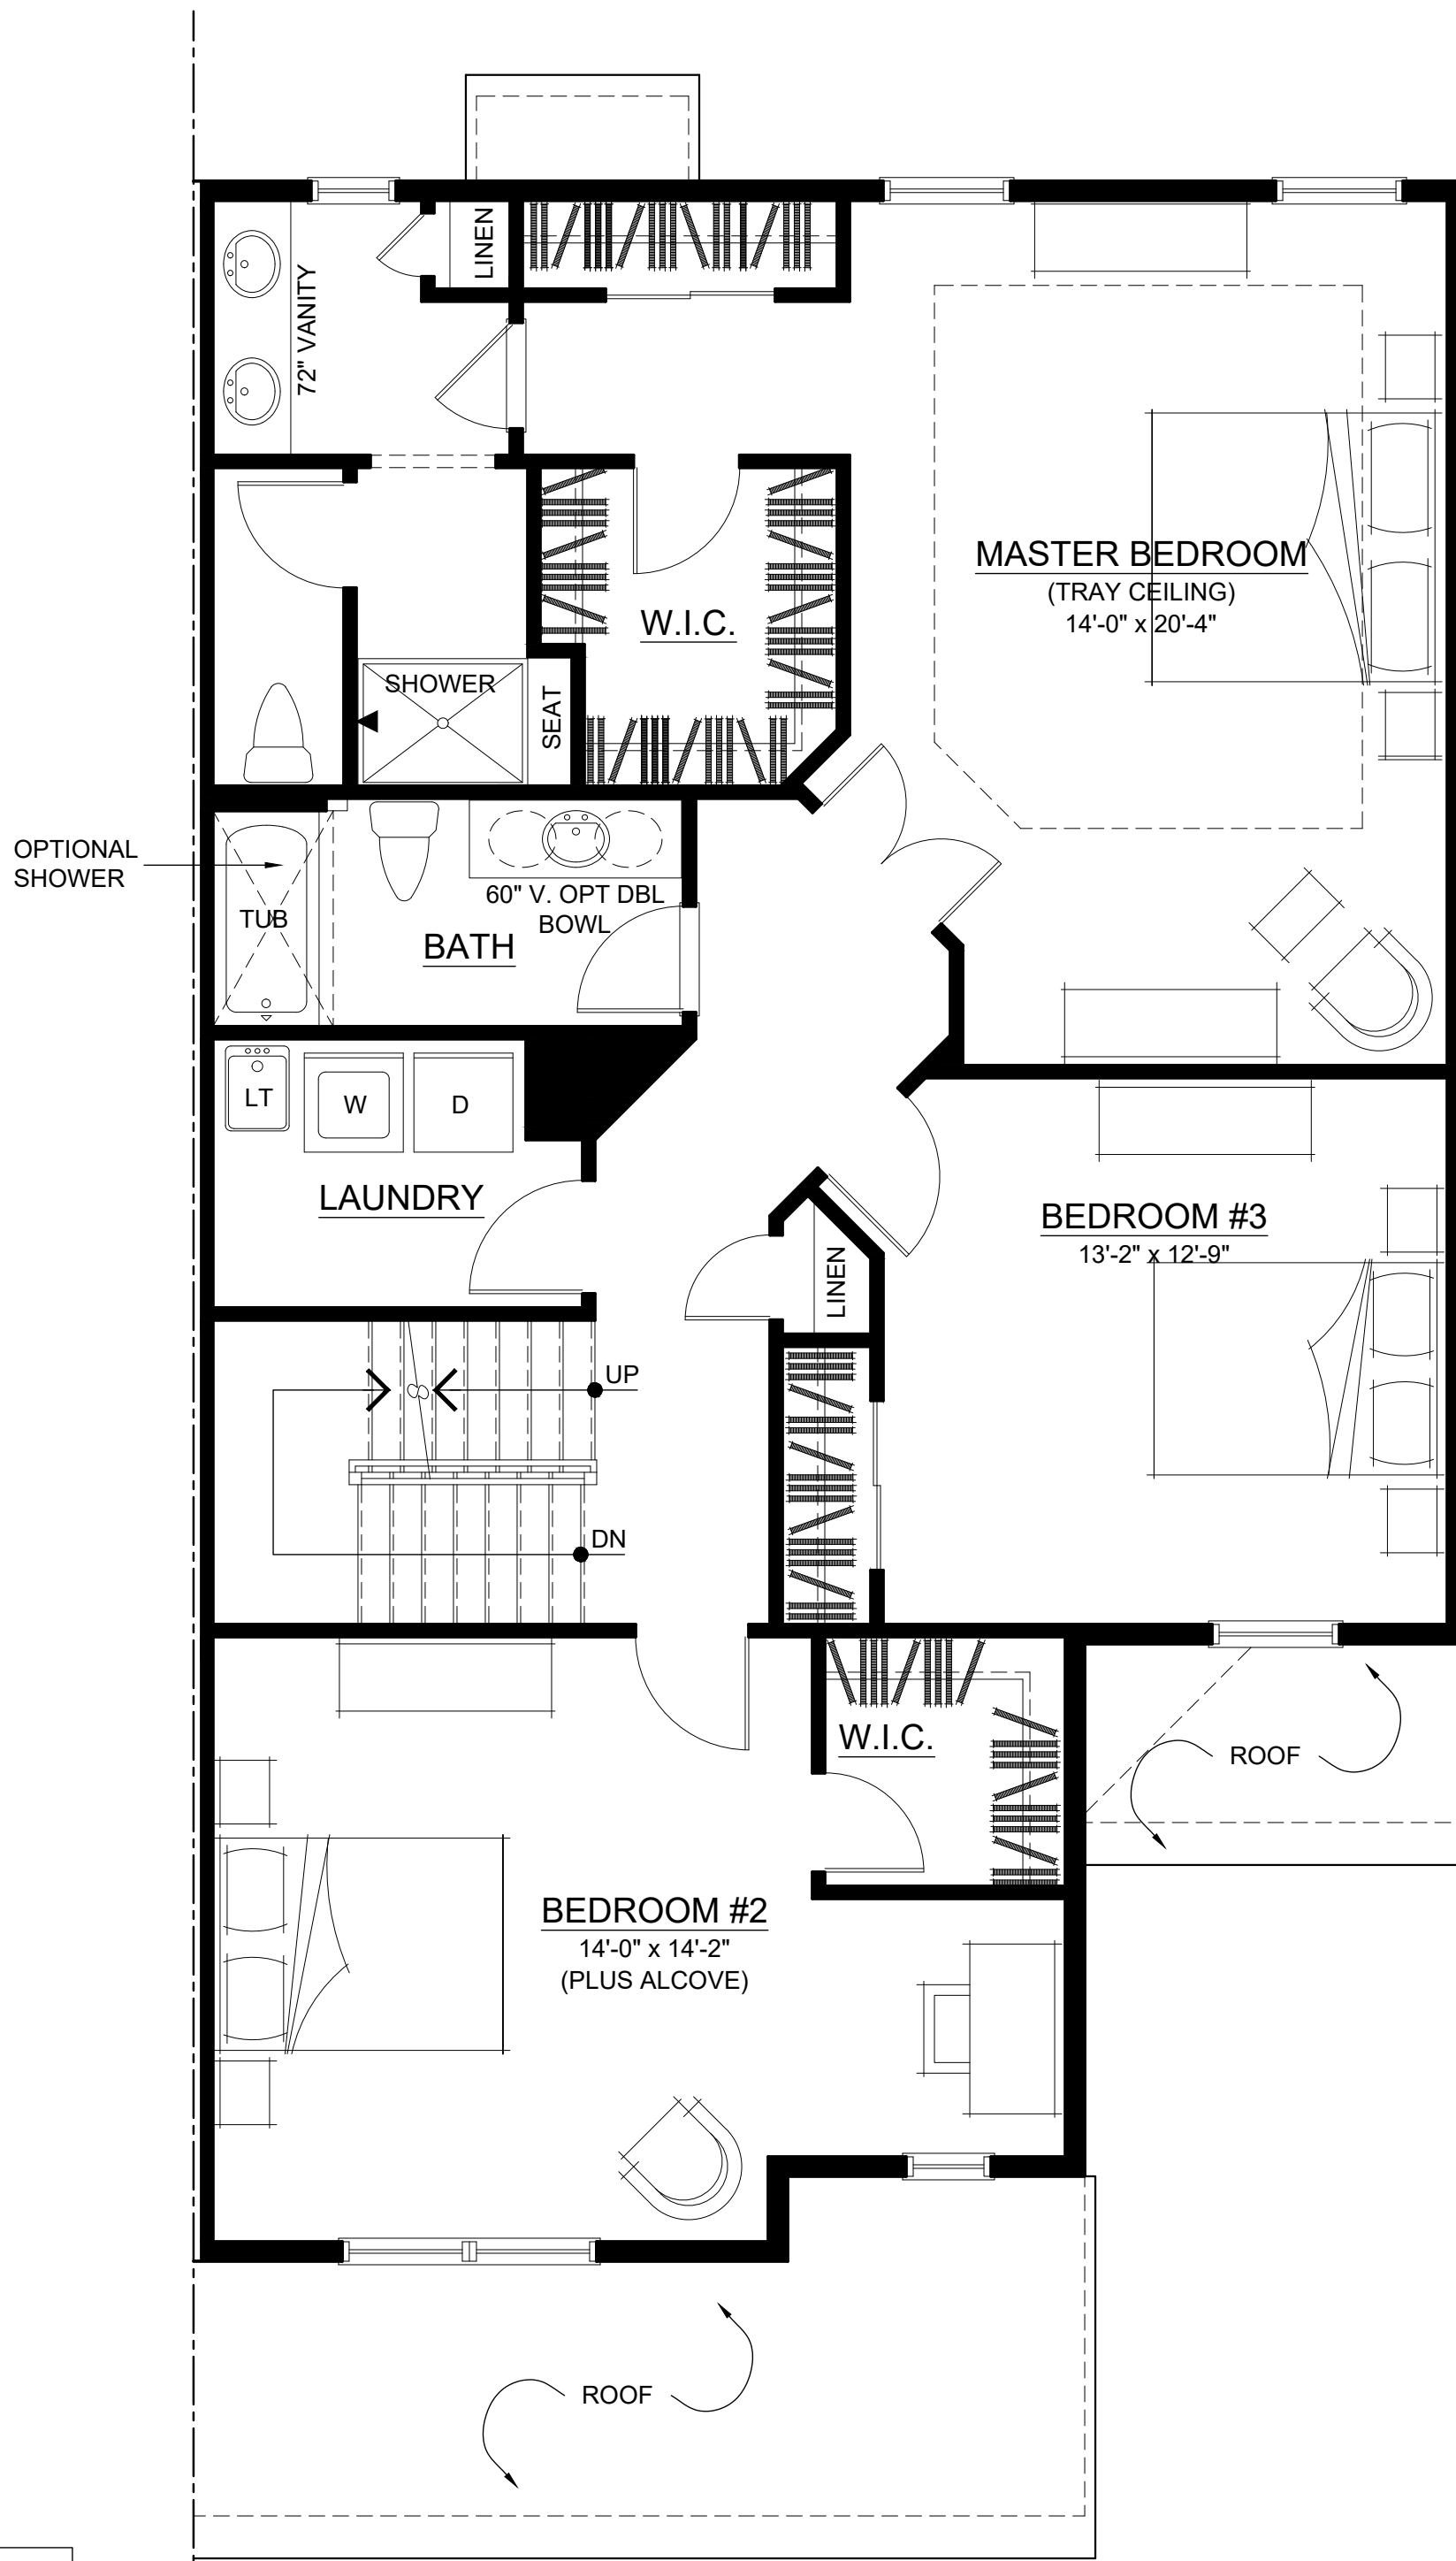 LINEN
72" VANITY
MASTER BEDROOM
(TRAY CEILING)
14'-0" x 20'-4"
W.I.C.
SHOWER
SEAT
OPTIONAL
SHOWER
TUB
60" V. OPT DBL
BOWL
BATH
LT
W
D
LAUNDRY
BEDROOM #3
13'-2" x 12'-9"
LINEN
UP
DN
W.I.C.
ROOF
BEDROOM #2
14'-0" x 14'-2"
(PLUS ALCOVE)
ROOF